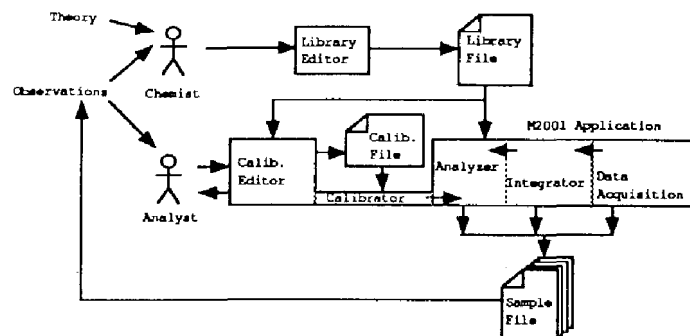 Theory
Library
Editor
Library
File
Observations
Chemist
M2001 Application
Calib.
File
Calib.
Editor
Analyzer
Integrator
Data
Acquisition
Calibrator
Analyst
Sample
File